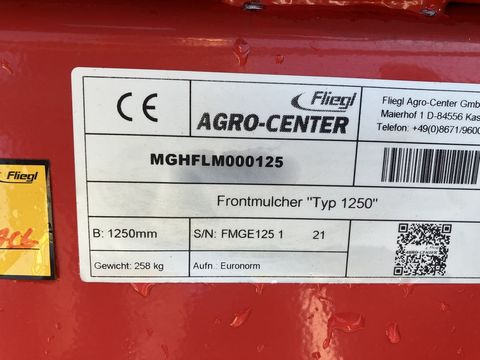 CE
Fliegl
AGRO-CENTER
Fliegl Agro-Center Gmb
Maierhof 1 D-84556 Kas
Telefon: +49(0)8671/9600
MGHFLM000125
Fliegl
Frontmulcher "Typ 1250"
B: 1250mm
S/N: FMGE125 1 21
Gewicht: 258 kg
Aufn.: Euronorm